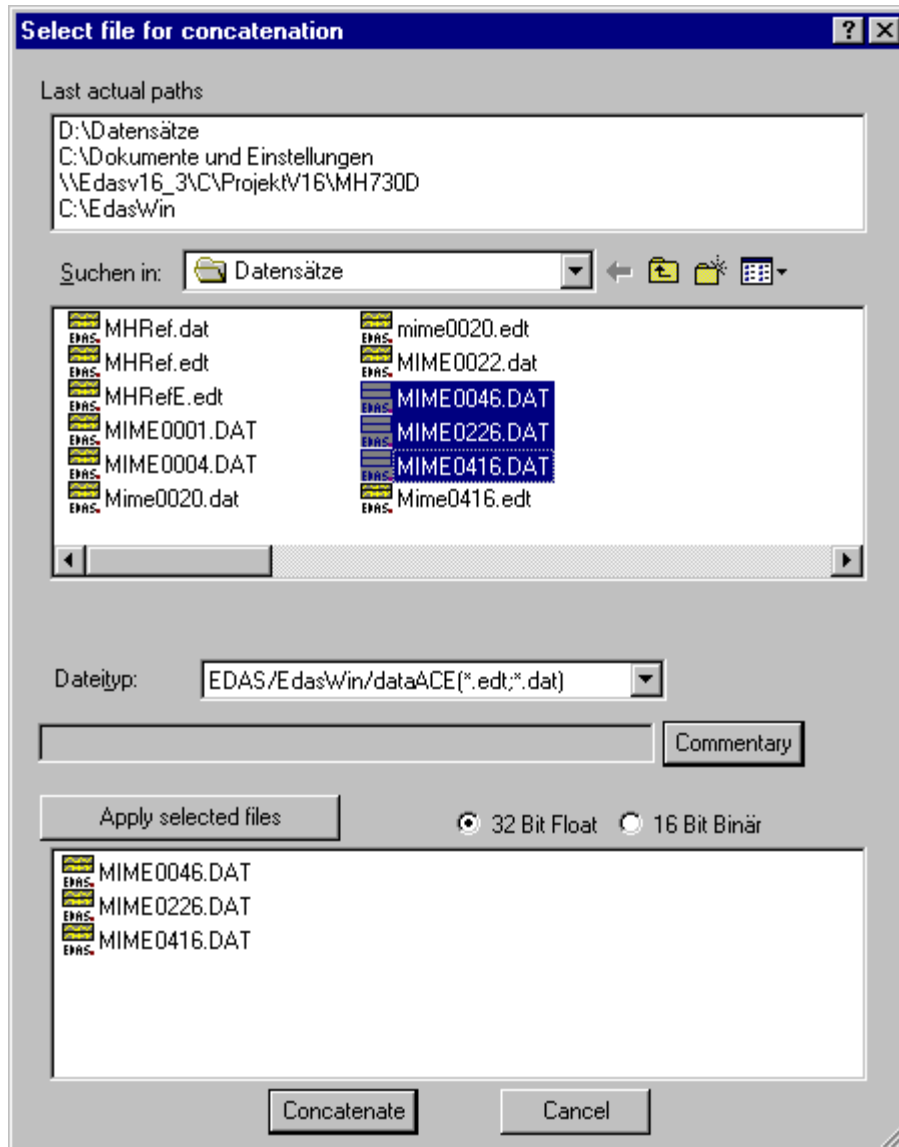 Select file for concatenation
Last actual paths
D:\Datensätze
C:\Dokumente und Einstellungen
\\Edasv16_3\C\ProjektV16\MH730D
C:\EdasWin
Suchen in: Datensätze
MHRef.dat
MHRef.edt
MHRefE.edt
MIME0001.DAT
MIME0004.DAT
Mime0020.dat
mime0020.edt
MIME0022.dat
MIME0046.DAT
MIME0226.DAT
MIME0416.DAT
Mime0416.edt
Dateityp: EDAS/EdasWin/dataACE(*.edt;*.dat)
Commentary
Apply selected files 32 Bit Float 16 Bit Binär
MIME0046.DAT
MIME0226.DAT
MIME0416.DAT
Concatenate Cancel